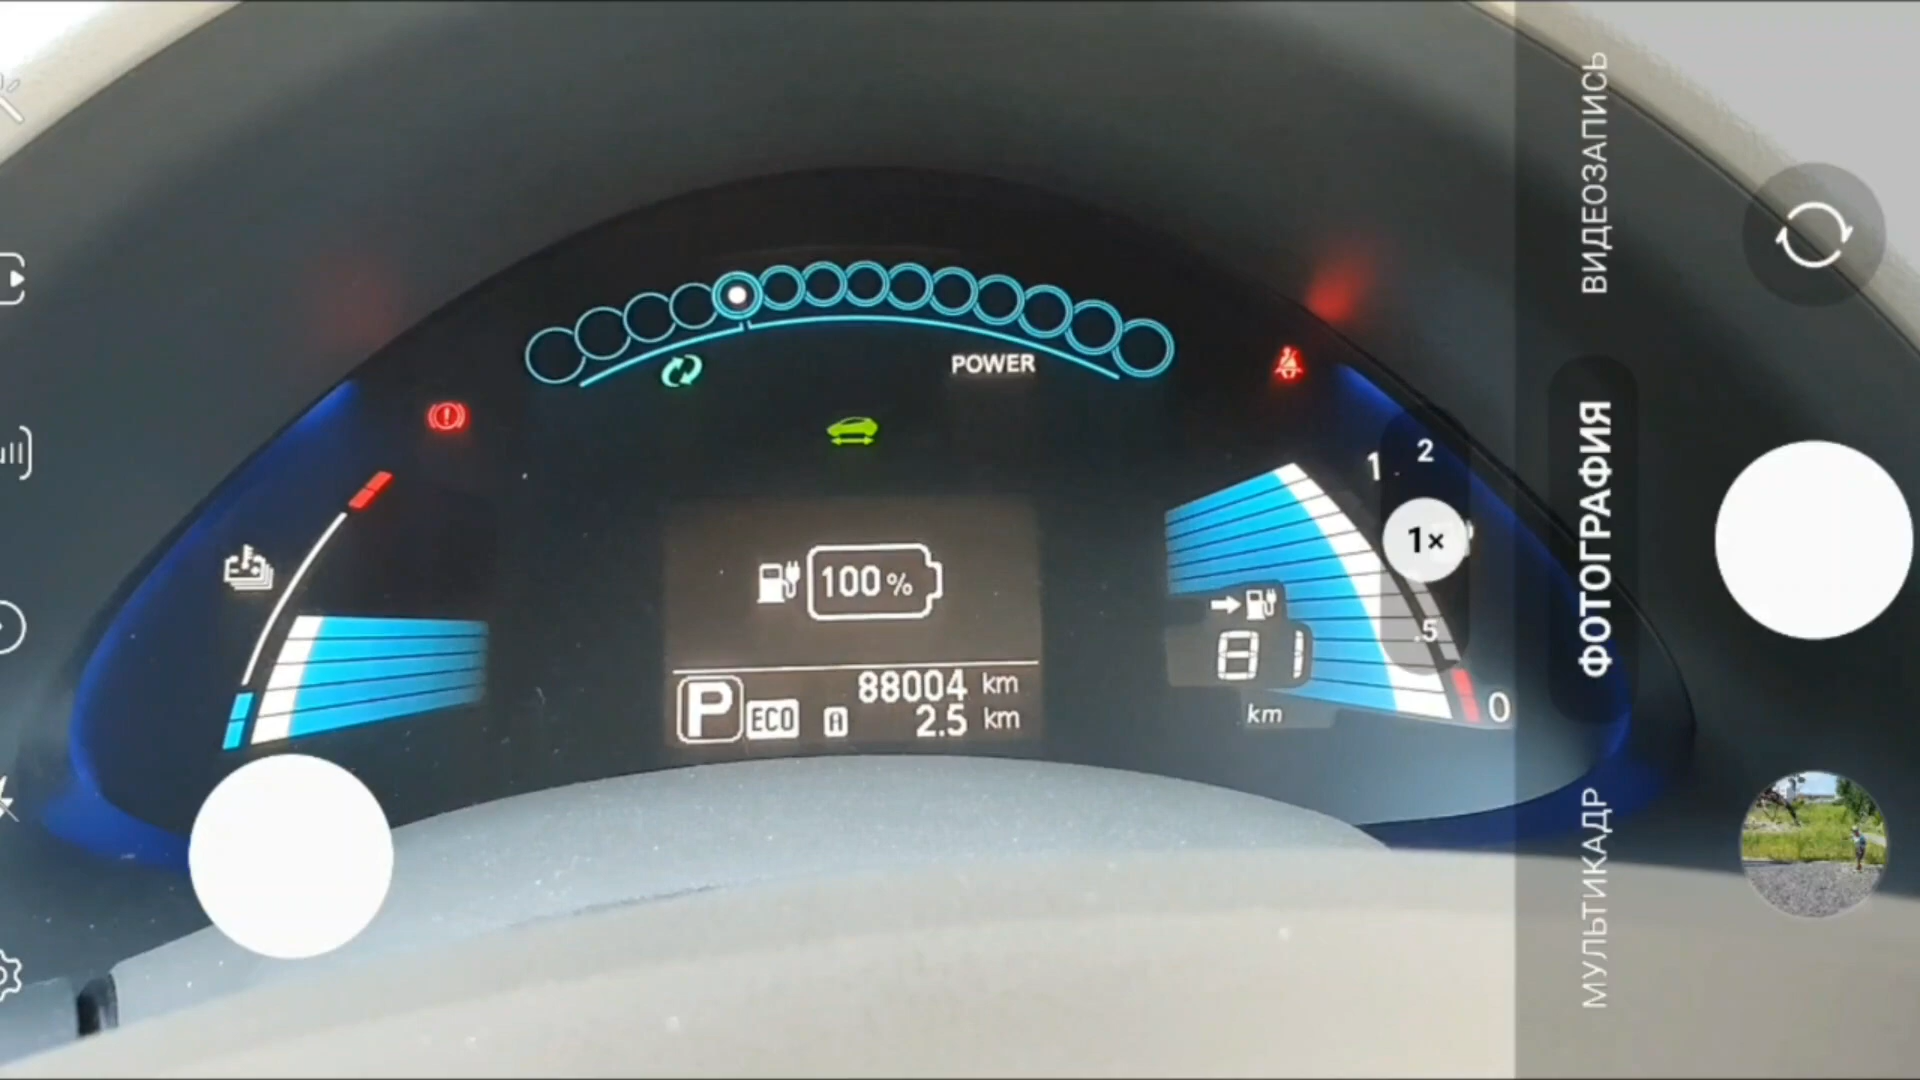 POWER
100%
88004 km
P ECO A 2.5 km
81
km
1
0
2
1×
.5
ВИДЕОЗАПИСЬ
ФОТОГРАФИЯ
МУЛЬТИКАДР